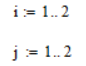 i := 1..2
j := 1..2